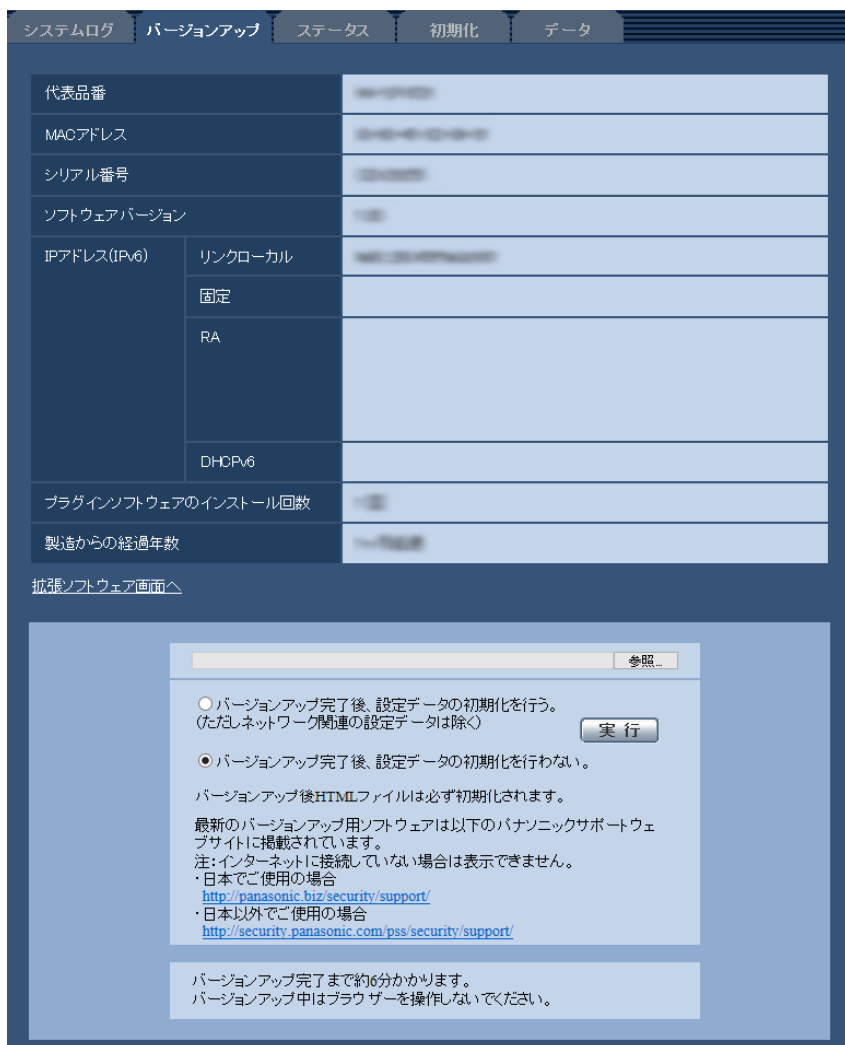 システムログ バージョンアップ ステータス 初期化 データ
代表品番
MACアドレス
シリアル番号
ソフトウェアバージョン
IPアドレス(IPv6) リンクローカル
固定
RA
DHCPv6
プラグインソフトウェアのインストール回数
製造からの経過年数
拡張ソフトウェア画面へ
参照...
バージョンアップ完了後、設定データの初期化を行う。
(ただしネットワーク関連の設定データは除く)
実行
バージョンアップ完了後、設定データの初期化を行わない。
バージョンアップ後HTMLファイルは必ず初期化されます。
最新のバージョンアップ用ソフトウェアは以下のパナソニックサポートウェ
ブサイトに掲載されています。
注:インターネットに接続していない場合は表示できません。
・日本でご使用の場合
http://panasonic.biz/security/support/
・日本以外でご使用の場合
http://security.panasonic.com/pss/security/support/
バージョンアップ完了まで約6分かかります。
バージョンアップ中はブラウザーを操作しないでください。